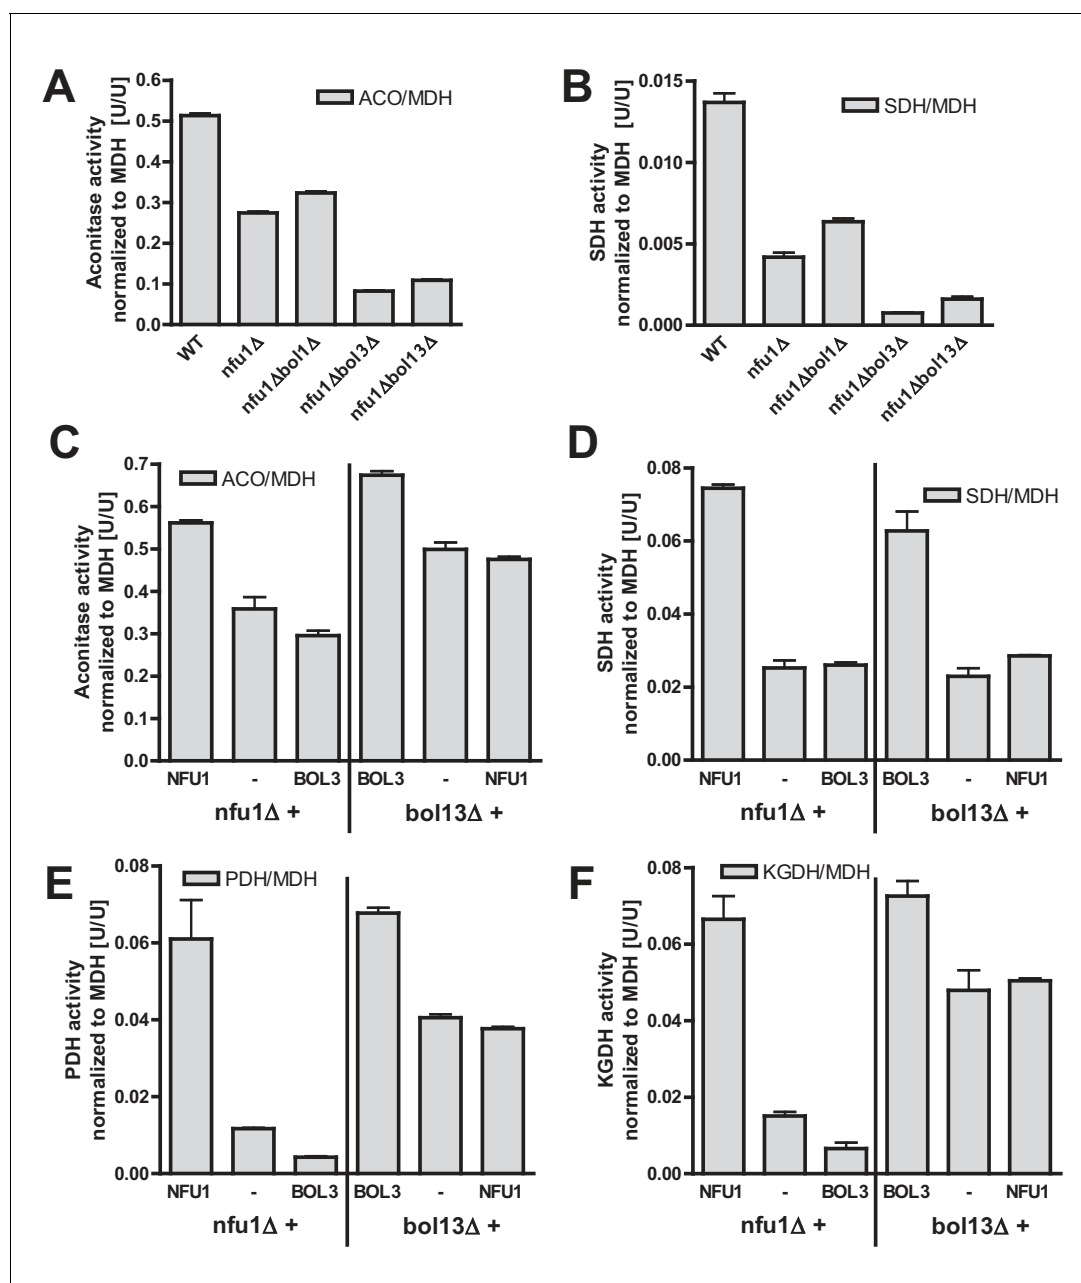 A
Aconitase activity
normalized to MDH [U/U]
0.6
0.5
0.4
0.3
0.2
0.1
0.0
ACO/MDH
WT
nfu1Δ
nfu1Δbol1Δ
nfu1Δbol3Δ
nfu1Δbol13Δ
B
SDH activity
normalized to MDH [U/U]
0.015
0.010
0.005
0.000
SDH/MDH
WT
nfu1Δ
nfu1Δbol1Δ
nfu1Δbol3Δ
nfu1Δbol13Δ
C
Aconitase activity
normalized to MDH [U/U]
0.7
0.6
0.5
0.4
0.3
0.2
0.1
0.0
ACO/MDH
NFU1 - BOL3 BOL3 - NFU1
nfu1Δ + bol13Δ +
D
SDH activity
normalized to MDH [U/U]
0.08
0.06
0.04
0.02
0.00
SDH/MDH
NFU1 - BOL3 BOL3 - NFU1
nfu1Δ + bol13Δ +
E
PDH activity
normalized to MDH [U/U]
0.08
0.06
0.04
0.02
0.00
PDH/MDH
NFU1 - BOL3 BOL3 - NFU1
nfu1Δ + bol13Δ +
F
KGDH activity
normalized to MDH [U/U]
0.08
0.06
0.04
0.02
0.00
KGDH/MDH
NFU1 - BOL3 BOL3 - NFU1
nfu1Δ + bol13Δ +